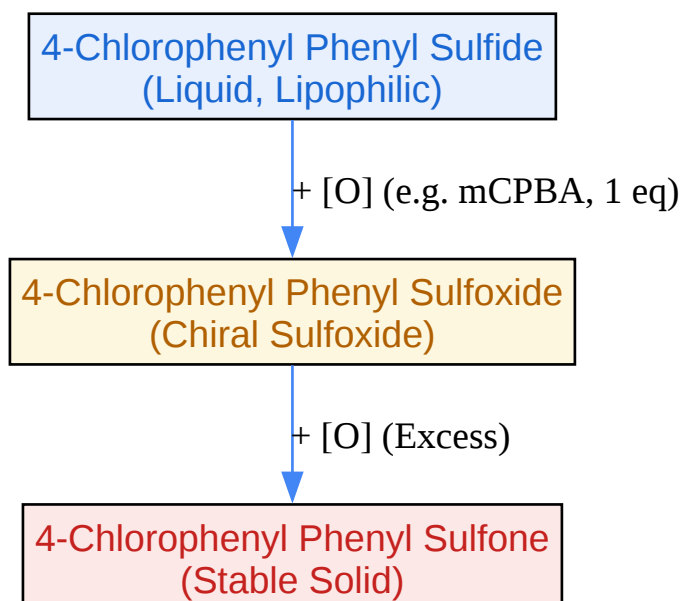 4-Chlorophenyl Phenyl Sulfide
(Liquid, Lipophilic)
+ [O] (e.g. mCPBA, 1 eq)
4-Chlorophenyl Phenyl Sulfoxide
(Chiral Sulfoxide)
+ [O] (Excess)
4-Chlorophenyl Phenyl Sulfone
(Stable Solid)